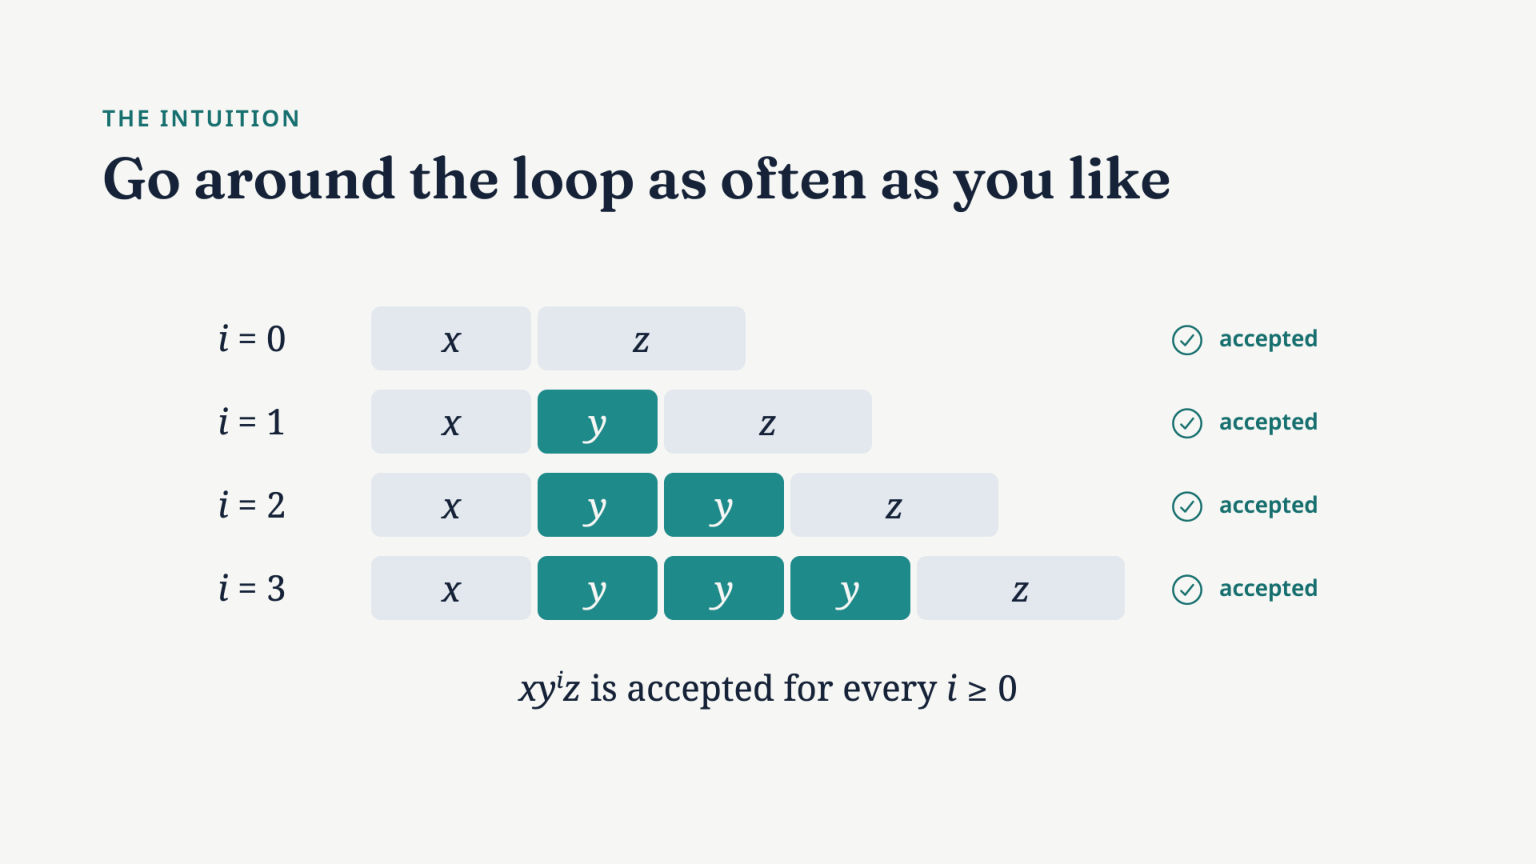 THE INTUITION
Go around the loop as often as you like
i = 0 x z accepted
i = 1 x y z accepted
i = 2 x y y z accepted
i = 3 x y y y z accepted
xyⁱz is accepted for every i ≥ 0